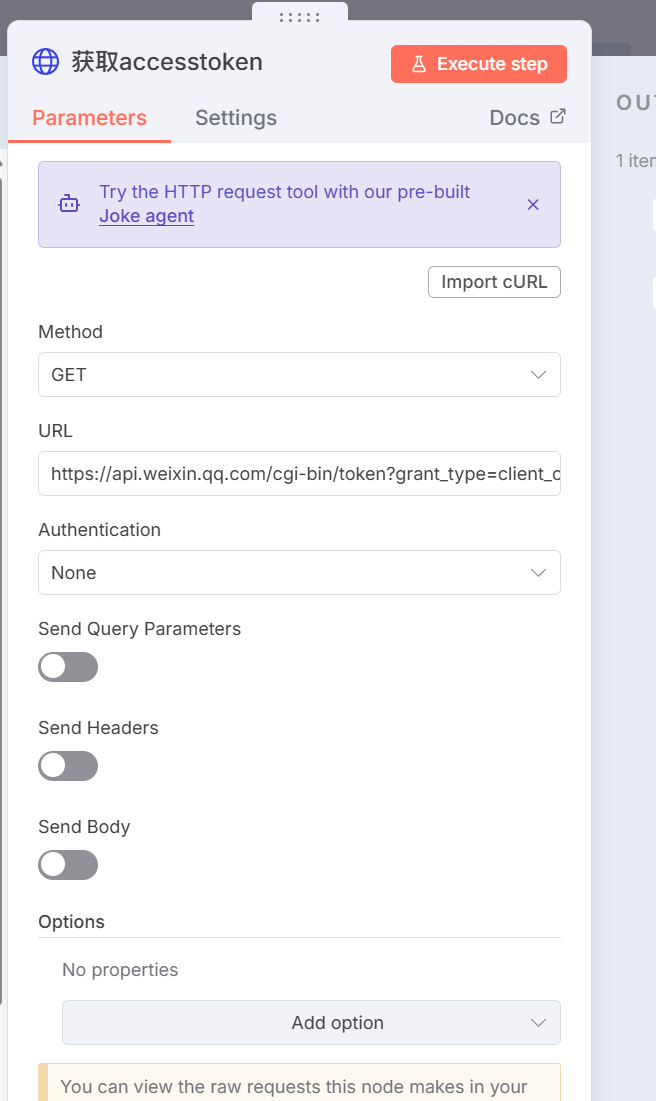 获取accesstoken
Execute step
Parameters
Settings
Docs
Try the HTTP request tool with our pre-built
Joke agent
Import cURL
Method
GET
URL
https://api.weixin.qq.com/cgi-bin/token?grant_type=client_c
Authentication
None
Send Query Parameters
Send Headers
Send Body
Options
No properties
Add option
You can view the raw requests this node makes in your
1